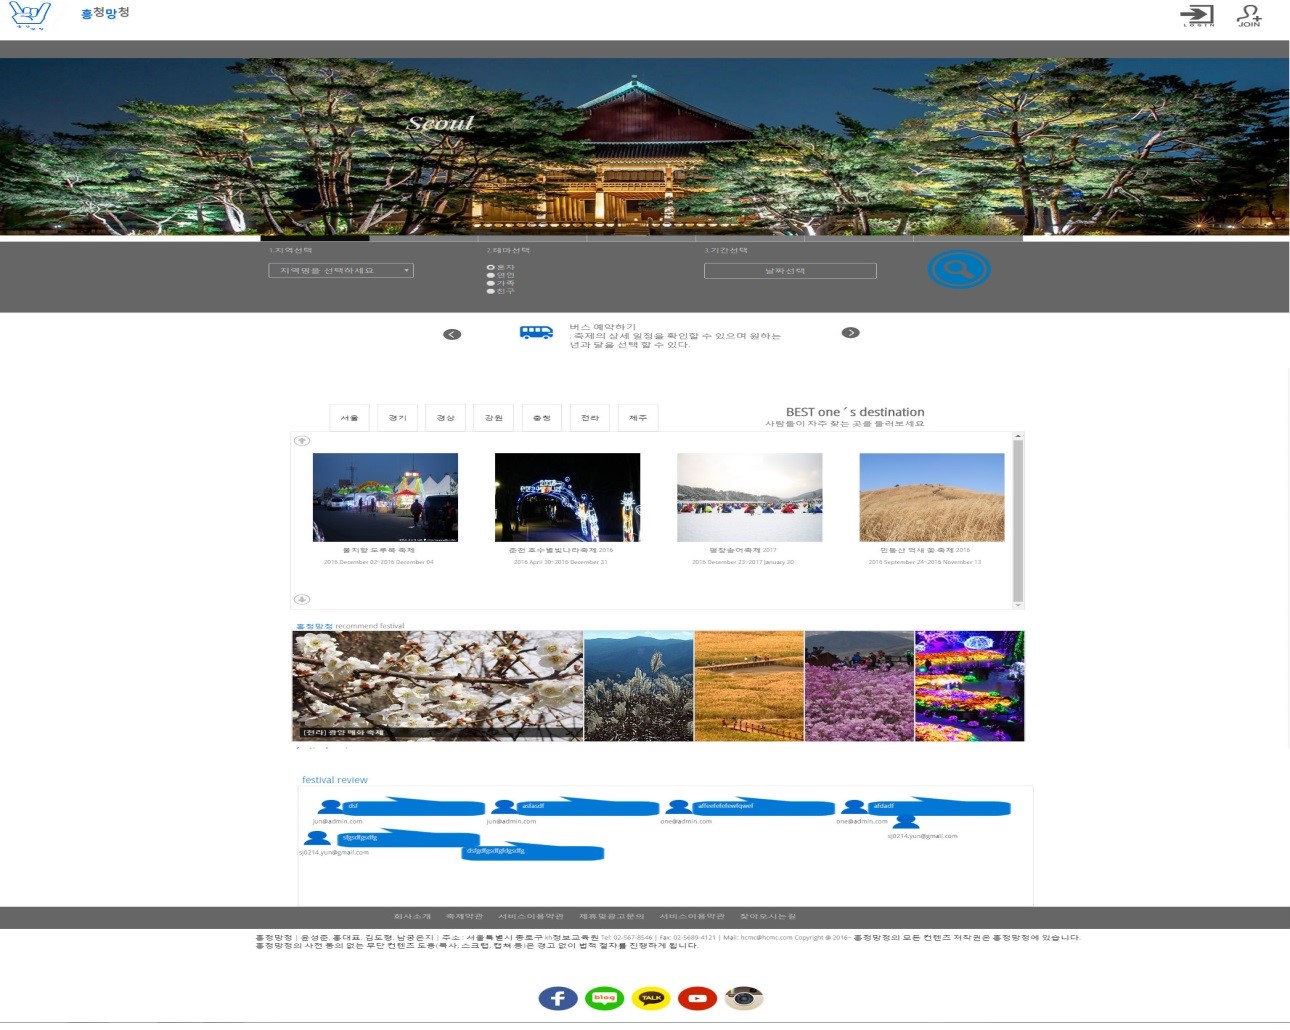 흥청망청
LOGIN
JOIN
Seoul
1.지역선택
2.테마선택
3.기간선택
지역명을 선택하세요
혼자
연인
가족
친구
날짜선택
버스 예약하기
: 축제의 상세 일정을 확인할 수 있으며 원하는
년과 달을 선택 할 수 있다.
서울 경기 경상 강원 충청 전라 제주
BEST one´s destination
사람들이 자주 찾는 곳을 둘러보세요
물치항 도루묵 축제
춘천 호수별빛나라축제 2016
평창송어축제 2017
민둥산 억새 꽃 축제 2016
2016 December 02~2016 December 04
2016 April 30~2016 December 31
2016 December 23~2017 January 30
2016 September 24~2016 November 13
흥청망청 recommend festival
[전라] 광양 매화 축제
festival review
dsf
asfasdf
affeefefefewfqwef
afdadf
jun@admin.com
jun@admin.com
one@admin.com
one@admin.com
sj0214.yun@gmail.com
sfgsdfgsdfg
dsfgdfgsdfgfdgsdfg
sj0214.yun@gmail.com
회사소개 축제약관 서비스이용약관 제휴및광고문의 서비스이용약관 찾아오시는길
흥청망청 | 윤성준, 홍대표, 김도형, 남궁은지 | 주소 : 서울특별시 종로구 kh정보교육원 Tel: 02-567-8546 | Fax: 02-5689-4121 | Mail: hcmc@hcmc.com Copyright @ 2016~ 흥청망청의 모든 컨텐츠 저작권은 흥청망청에 있습니다.
흥청망청의 사전 동의 없는 무단 컨텐츠 도용(복사, 스크랩, 캡쳐 등)은 경고 없이 법적 절차를 진행하게 됩니다.
blog
TALK